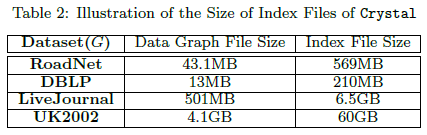 Table 2: Illustration of the Size of Index Files of Crystal
Dataset(G) Data Graph File Size Index File Size
RoadNet 43.1MB 569MB
DBLP 13MB 210MB
LiveJournal 501MB 6.5GB
UK2002 4.1GB 60GB